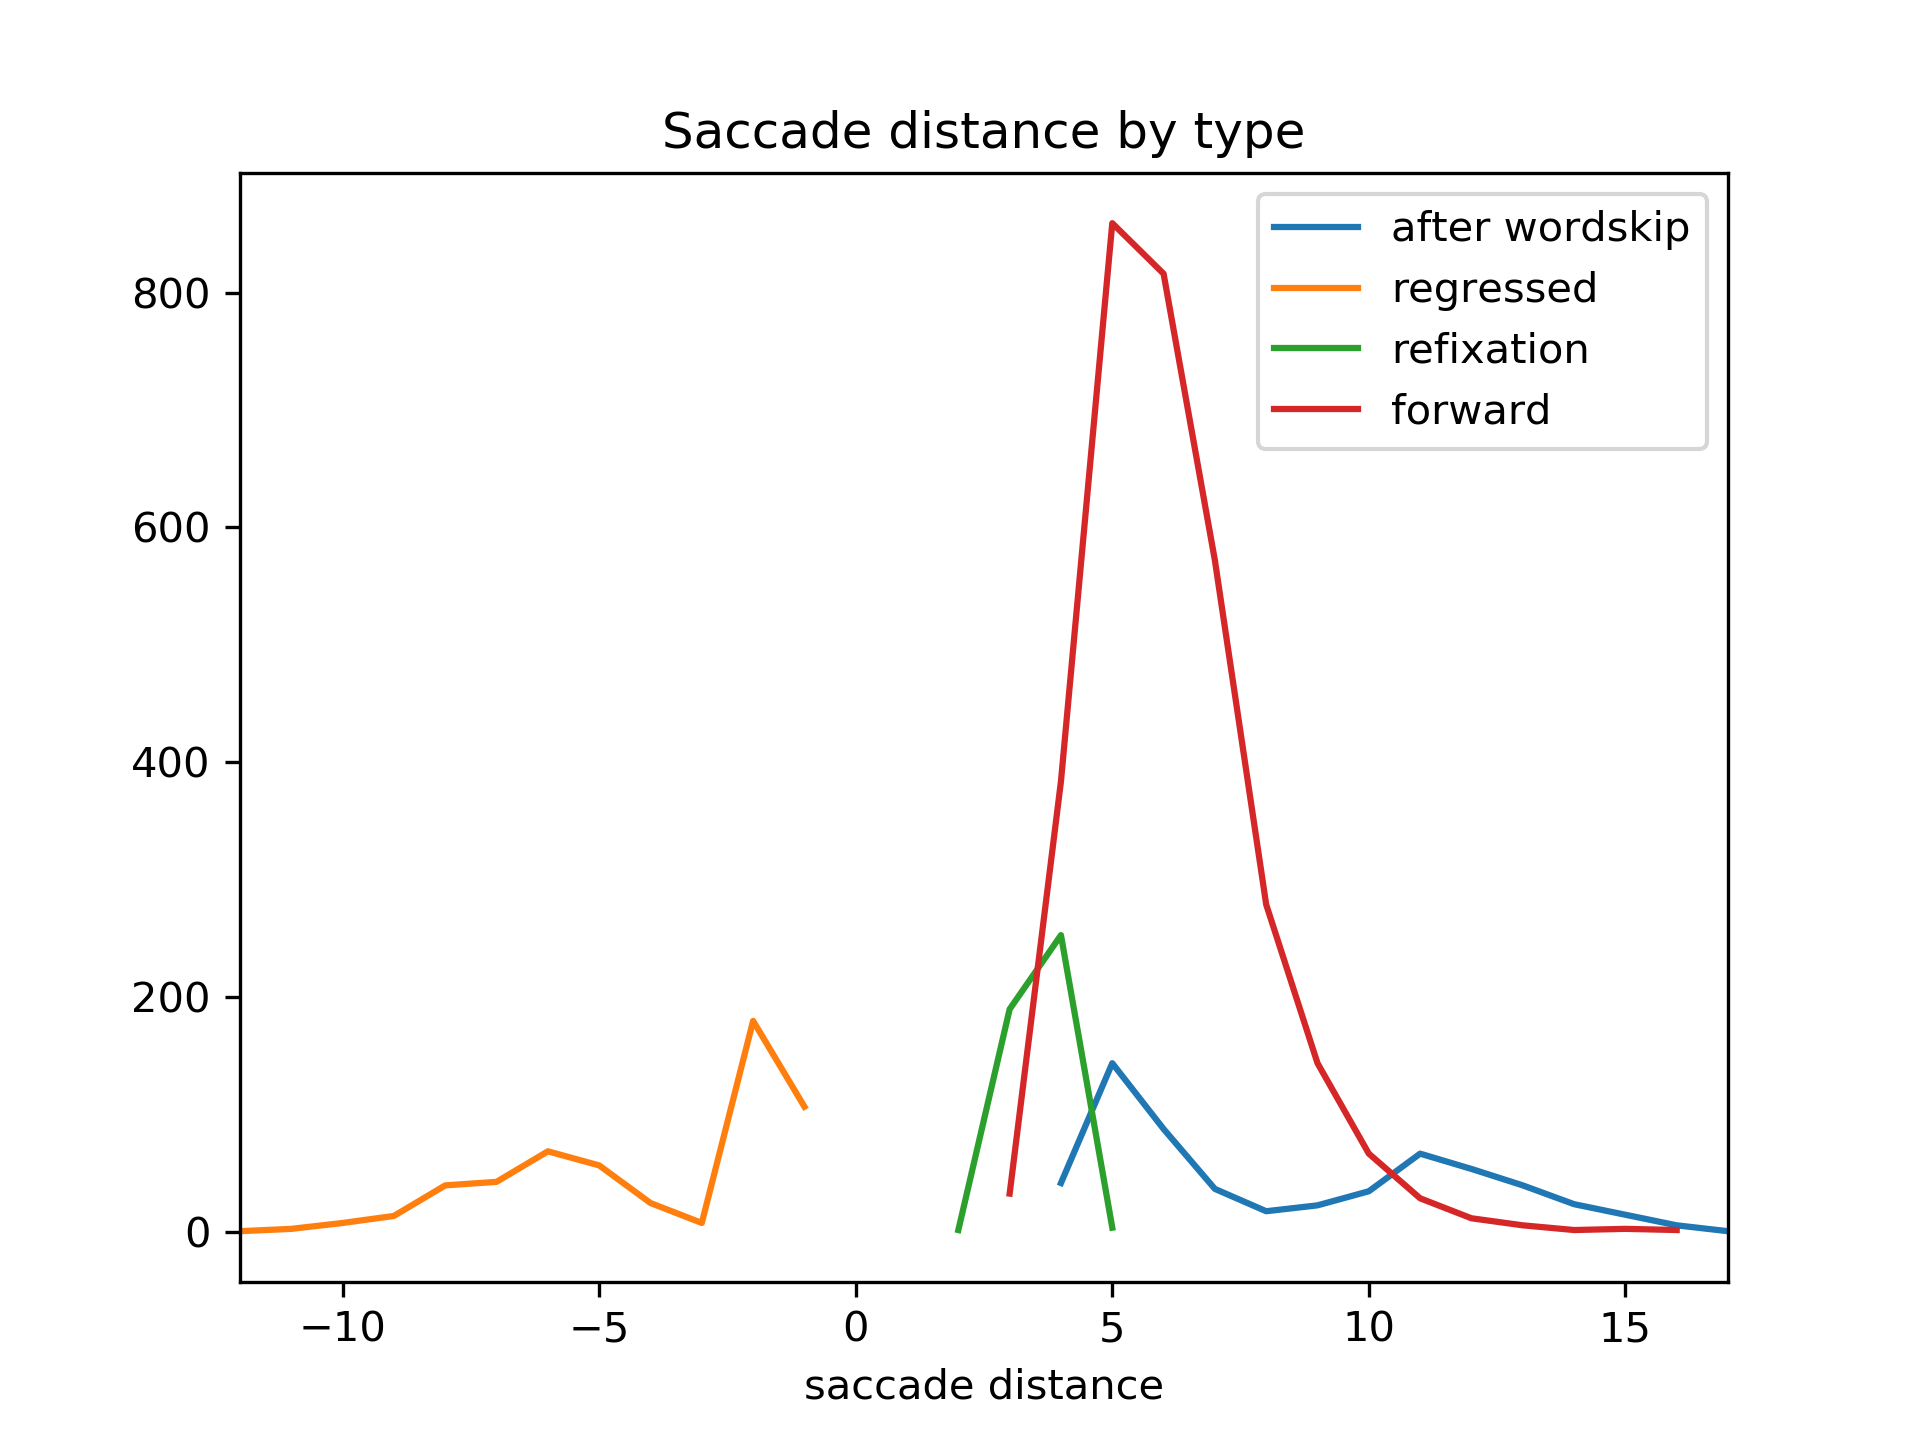 Saccade distance by type
after wordskip
regressed
refixation
forward
800
600
400
200
0
−10 −5 0 5 10 15
saccade distance